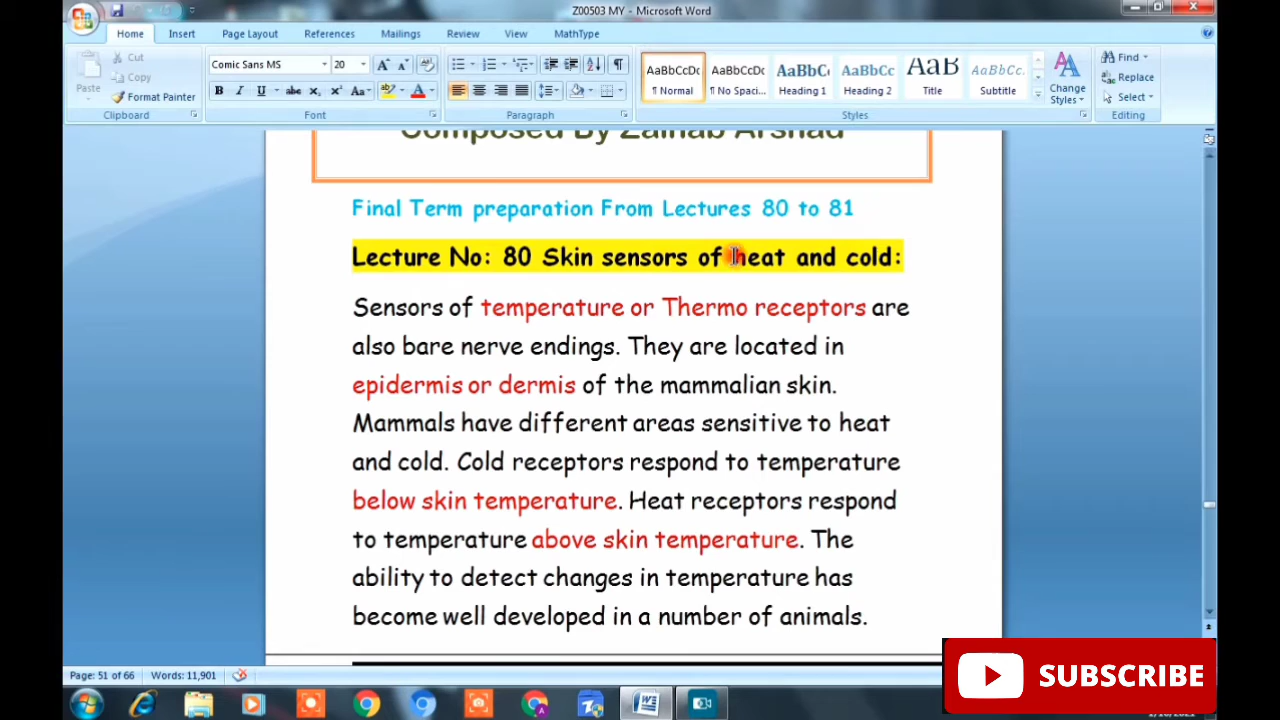 Z00503 MY - Microsoft Word
Home Insert Page Layout References Mailings Review View MathType
Cut
Copy
Format Painter
Paste
Clipboard
Comic Sans MS 20
Font
Paragraph
AaBbCcDc AaBbCcDc AaBbC AaBbCc AaB AaBbCcDc
¶ Normal ¶ No Spaci... Heading 1 Heading 2 Title Subtitle
Change Styles
Styles
Find
Replace
Select
Editing
Composed By Zainab Arshad
Final Term preparation From Lectures 80 to 81
Lecture No: 80 Skin sensors of heat and cold:
Sensors of temperature or Thermo receptors are
also bare nerve endings. They are located in
epidermis or dermis of the mammalian skin.
Mammals have different areas sensitive to heat
and cold. Cold receptors respond to temperature
below skin temperature. Heat receptors respond
to temperature above skin temperature. The
ability to detect changes in temperature has
become well developed in a number of animals.
Page: 51 of 66 Words: 11,901
SUBSCRIBE